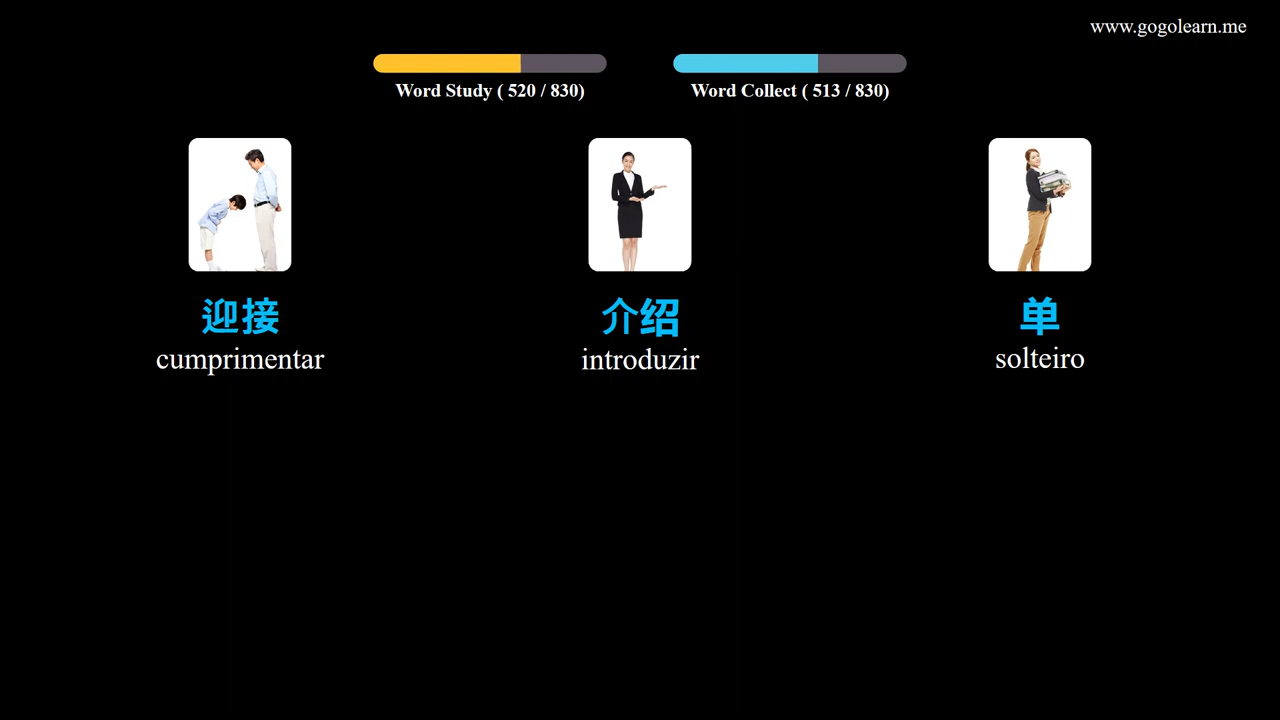 www.gogolearn.me
Word Study ( 520 / 830)
Word Collect ( 513 / 830)
迎接
cumprimentar
介绍
introduzir
单
solteiro